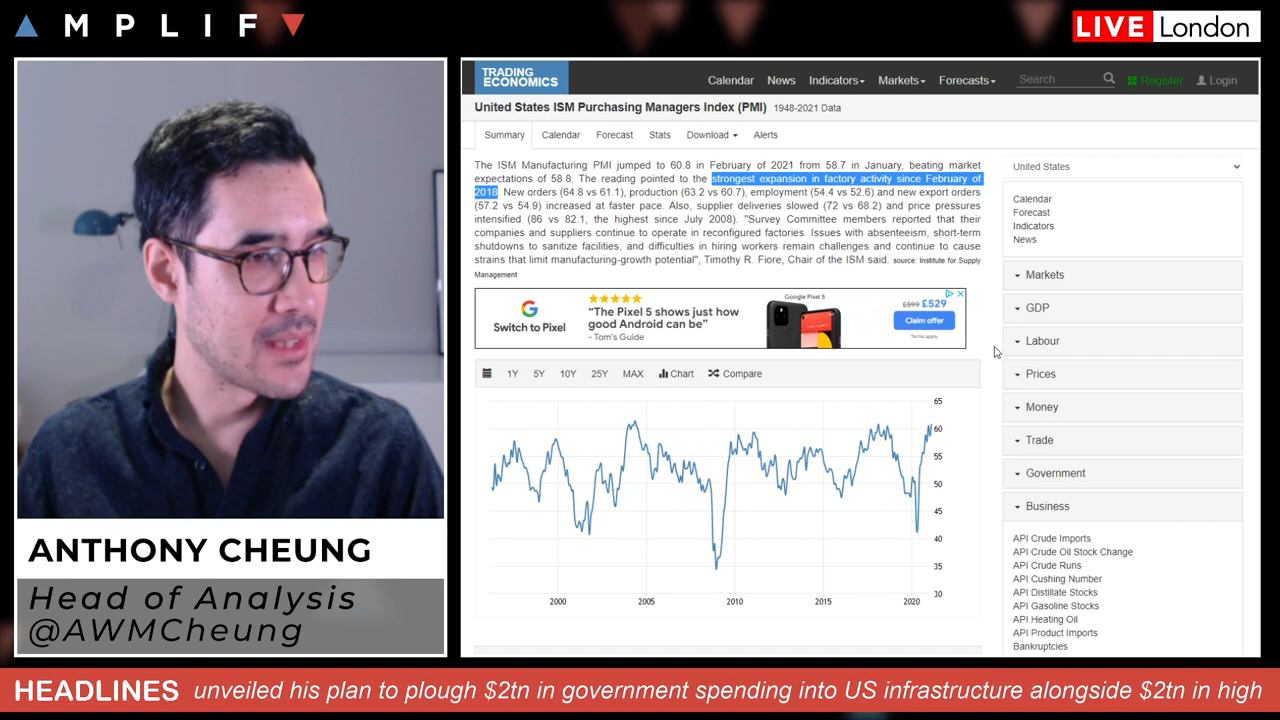 MPLIF
LIVE London
TRADING
ECONOMICS
Calendar News Indicators Markets Forecasts Search Register Login
United States ISM Purchasing Managers Index (PMI) 1948-2021 Data
Summary Calendar Forecast Stats Download Alerts
The ISM Manufacturing PMI jumped to 60.8 in February of 2021 from 58.7 in January, beating market
expectations of 58.8. The reading pointed to the strongest expansion in factory activity since February of
2018. New orders (64.8 vs 61.1), production (63.2 vs 60.7), employment (54.4 vs 52.6) and new export orders
(57.2 vs 54.9) increased at faster pace. Also, supplier deliveries slowed (72 vs 68.2) and price pressures
intensified (86 vs 82.1, the highest since July 2008). "Survey Committee members reported that their
companies and suppliers continue to operate in reconfigured factories. Issues with absenteeism, short-term
shutdowns to sanitize facilities, and difficulties in hiring workers remain challenges and continue to cause
strains that limit manufacturing-growth potential", Timothy R. Fiore, Chair of the ISM said. source: Institute for Supply
Management
Switch to Pixel
“The Pixel 5 shows just how
good Android can be”
- Tom's Guide
Google Pixel 5
£599 £529
Claim offer
Terms apply.
1Y 5Y 10Y 25Y MAX Chart Compare
65
60
55
50
45
40
35
30
2000 2005 2010 2015 2020
United States
Calendar
Forecast
Indicators
News
Markets
GDP
Labour
Prices
Money
Trade
Government
Business
API Crude Imports
API Crude Oil Stock Change
API Crude Runs
API Cushing Number
API Distillate Stocks
API Gasoline Stocks
API Heating Oil
API Product Imports
Bankruptcies
ANTHONY CHEUNG
Head of Analysis
@AWMCheung
HEADLINES unveiled his plan to plough $2tn in government spending into US infrastructure alongside $2tn in high